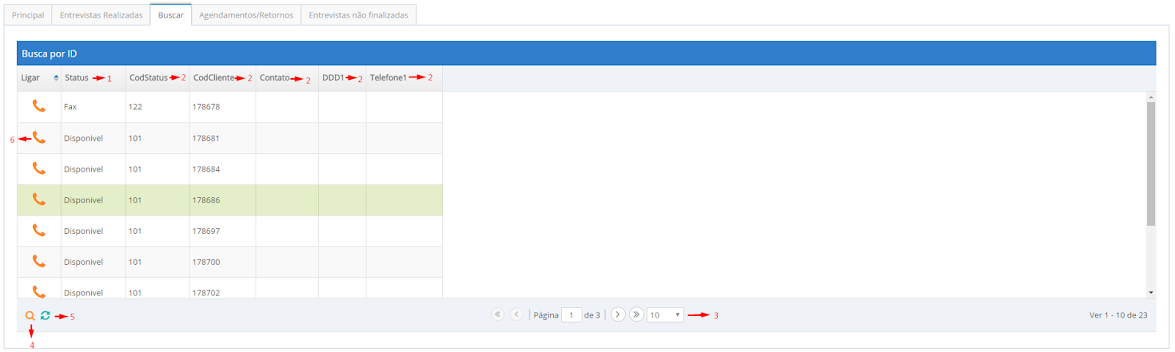 Principal Entrevistas Realizadas Buscar Agendamentos/Retornos Entrevistas não finalizadas
Busca por ID
Ligar Status 1 CodStatus 2 CodCliente 2 Contato 2 DDD1 2 Telefone1 2
Fax 122 178678
6 Disponivel 101 178681
Disponivel 101 178684
Disponivel 101 178686
Disponivel 101 178697
Disponivel 101 178700
Disponivel 101 178702
5 Página 1 de 3 10 3 Ver 1 - 10 de 23
4